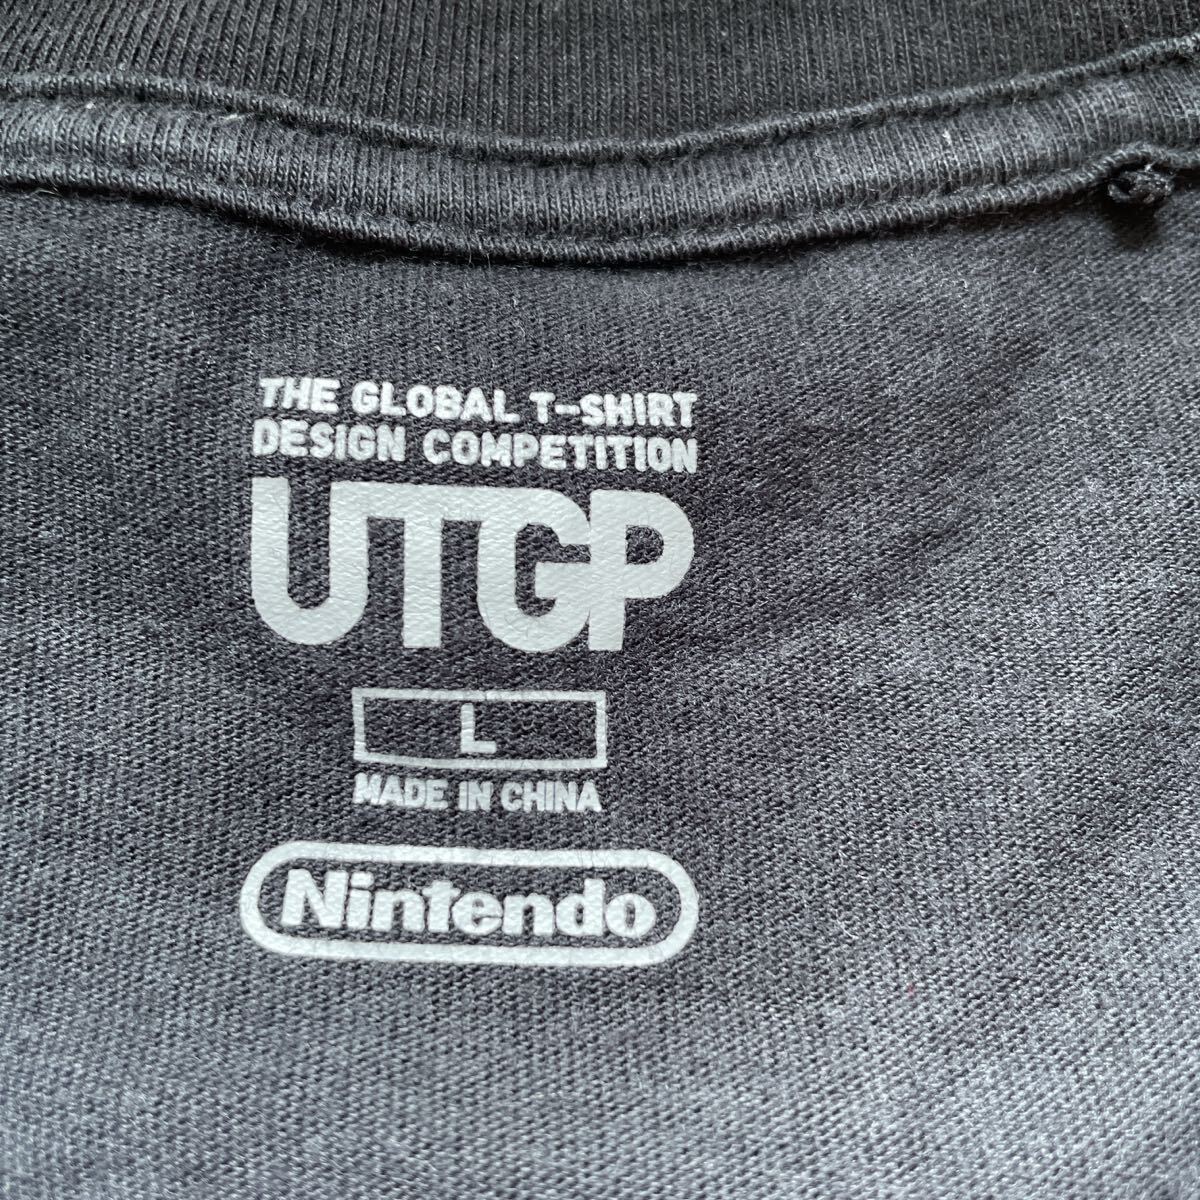 THE GLOBAL T-SHIRT
DESIGN COMPETITION
UTGP
L
MADE IN CHINA
Nintendo